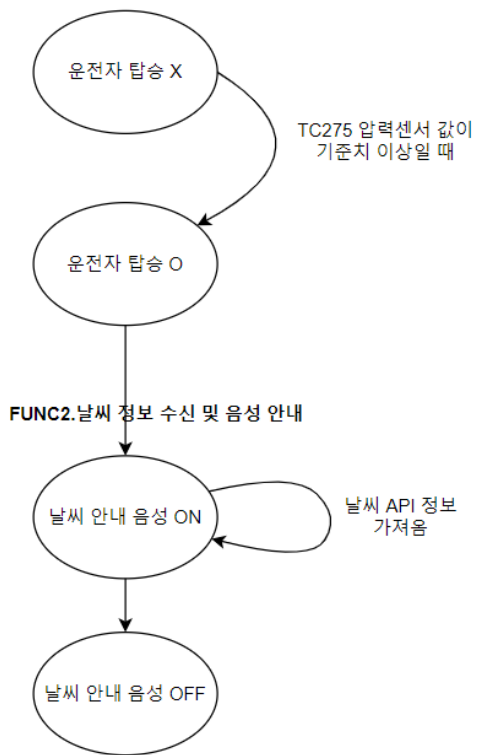 운전자 탑승 X
TC275 압력센서 값이
기준치 이상일 때
운전자 탑승 O
FUNC2.날씨 정보 수신 및 음성 안내
날씨 안내 음성 ON
날씨 API 정보
가져옴
날씨 안내 음성 OFF